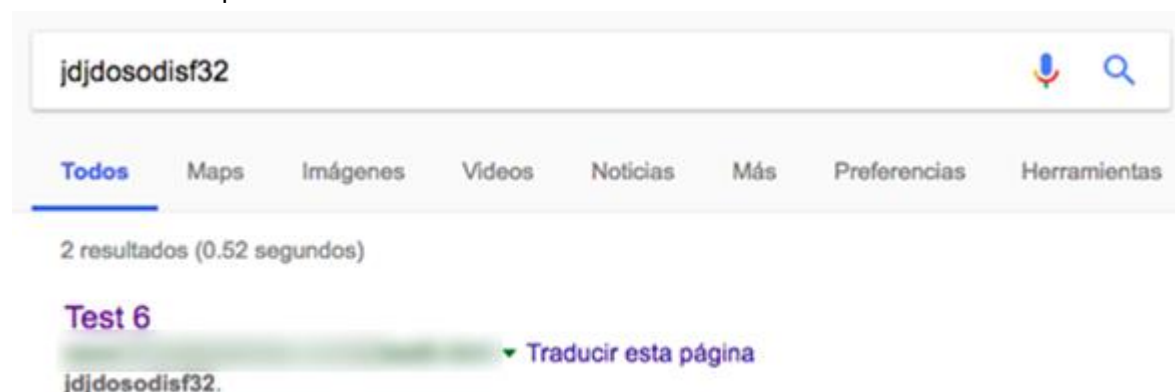 jdjdosodisf32
Todos Maps Imágenes Videos Noticias Más Preferencias Herramientas
2 resultados (0.52 segundos)
Test 6
Traducir esta página
jdjdosodisf32.